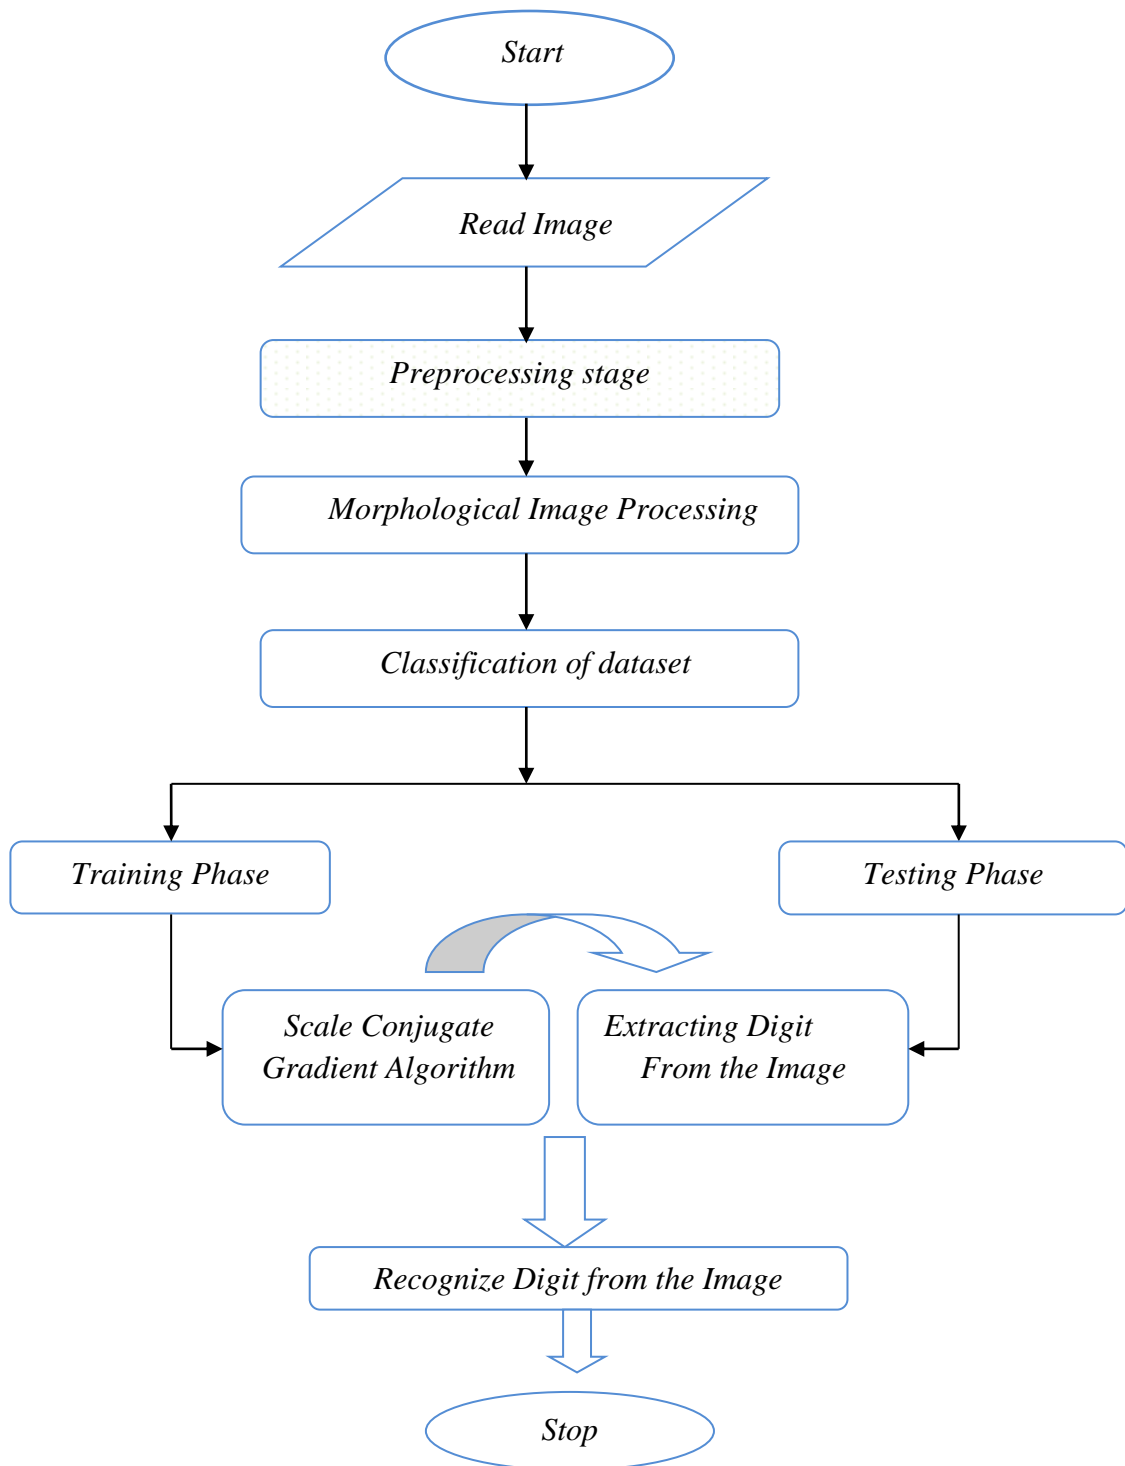 Start
Read Image
Preprocessing stage
Morphological Image Processing
Classification of dataset
Training Phase
Testing Phase
Scale Conjugate
Gradient Algorithm
Extracting Digit
From the Image
Recognize Digit from the Image
Stop